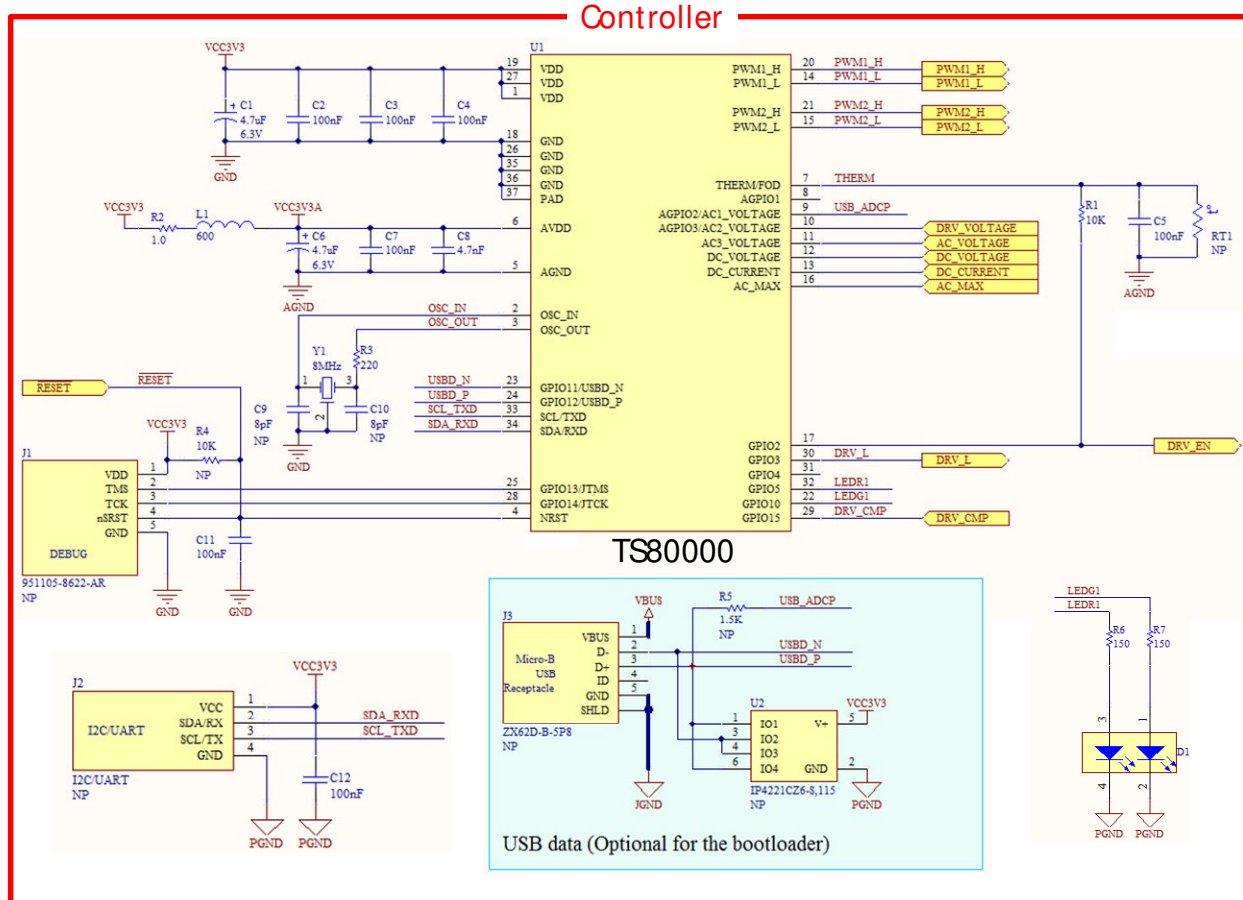 Controller
VCC3V3
C1
4.7uF
6.3V
C2
100nF
C3
100nF
C4
100nF
GND
U1
19 VDD
27 VDD
1 VDD
18 GND
26 GND
35 GND
36 GND
37 PAD
6 AVDD
5 AGND
2 OSC_IN
3 OSC_OUT
23 GPIO11/USBD_N
24 GPIO12/USBD_P
33 SCL/TXD
34 SDA/RXD
25 GPIO13/JTMS
28 GPIO14/JTCK
4 NRST
PWM1_H 20 PWM1_H PWM1_H
PWM1_L 14 PWM1_L PWM1_L
PWM2_H 21 PWM2_H PWM2_H
PWM2_L 15 PWM2_L PWM2_L
THERM/FOD 7 THERM
AGPIO1 8
AGPIO2/AC1_VOLTAGE 9 USB_ADCP
AGPIO3/AC2_VOLTAGE 10 DRV_VOLTAGE
AC3_VOLTAGE 11 AC_VOLTAGE
DC_VOLTAGE 12 DC_VOLTAGE
DC_CURRENT 13 DC_CURRENT
AC_MAX 16 AC_MAX
GPIO2 17 DRV_EN
GPIO3 30 DRV_L DRV_L
GPIO4 31
GPIO5 32 LEDR1
GPIO10 22 LEDG1
GPIO15 29 DRV_CMP DRV_CMP
TS80000
R1
10K
C5
100nF
t°
RT1
NP
AGND
VCC3V3
R2
1.0
L1
600
VCC3V3A
C6
4.7uF
6.3V
C7
100nF
C8
4.7nF
AGND
OSC_IN
OSC_OUT
Y1
8MHz
R3
220
1 3
2
C9
8pF
NP
C10
8pF
NP
GND
USBD_N
USBD_P
SCL_TXD
SDA_RXD
RESET RESET
VCC3V3
R4
10K
NP
J1
VDD 1
TMS 2
TCK 3
nSRST 4
GND 5
DEBUG
951105-8622-AR
NP
C11
100nF
GND GND
J2
I2C/UART
VCC 1
SDA/RX 2 SDA_RXD
SCL/TX 3 SCL_TXD
GND 4
I2C/UART
NP
VCC3V3
C12
100nF
PGND PGND
J3
Micro-B
USB
Receptacle
VBUS 1
D- 2
D+ 3
ID 4
GND 5
SHLD
ZX62D-B-5P8
NP
VBUS
JGND
R5
1.5K
NP
USB_ADCP
USBD_N
USBD_P
U2
1 IO1 V+ 5 VCC3V3
3 IO2
4 IO3
6 IO4 GND 2
IP4221CZ6-8,115
NP
PGND
USB data (Optional for the bootloader)
LEDG1
LEDR1
R6
150
R7
150
3 1
D1
4 2
PGND PGND